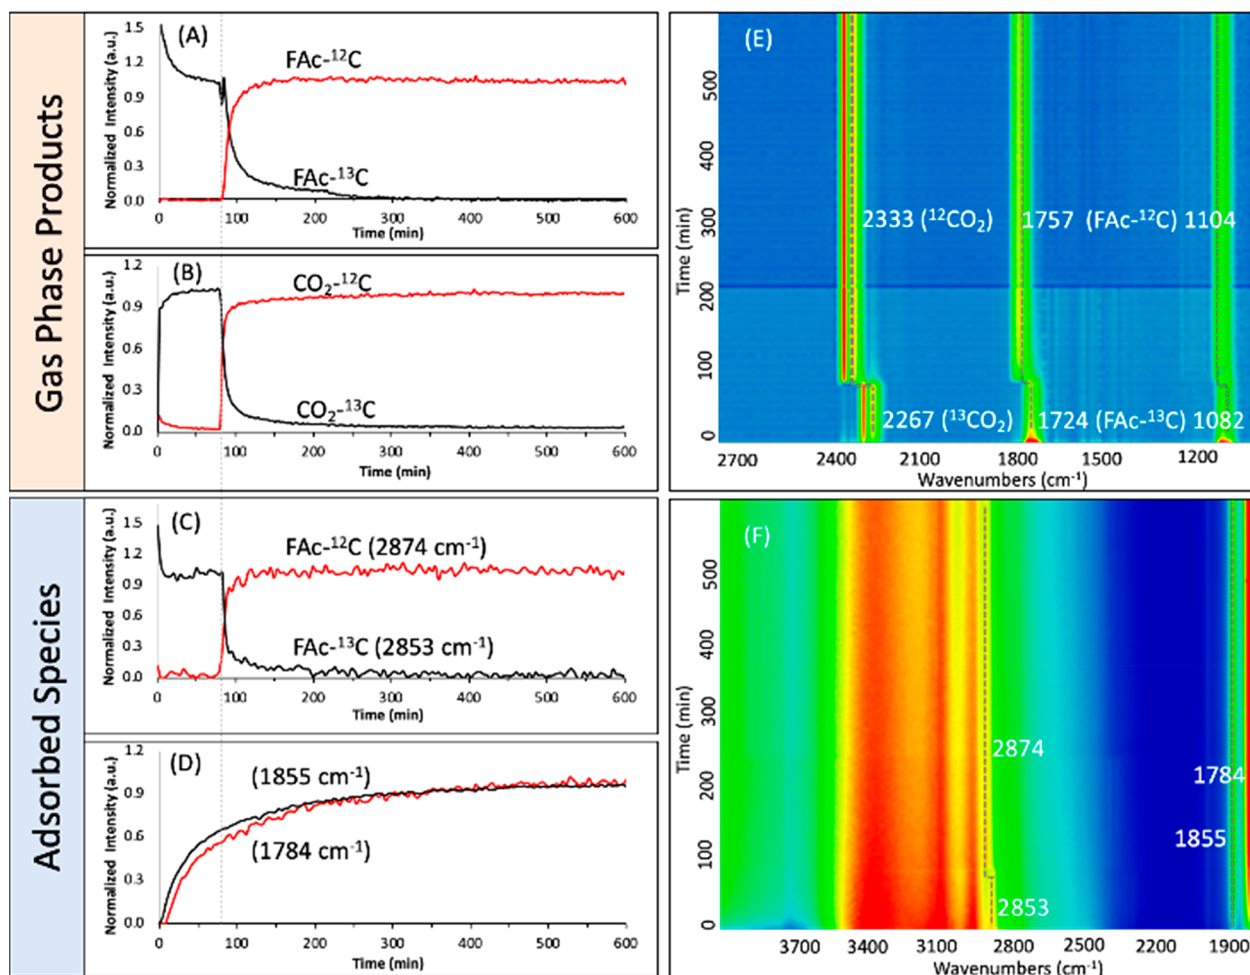 Gas Phase Products
(A)
Normalized Intensity (a.u.)
1.5
1.2
0.9
0.6
0.3
0.0
FAc-¹²C
FAc-¹³C
0 100 200 300 400 500 600
Time (min)
(B)
Normalized Intensity (a.u.)
1.2
0.9
0.6
0.3
0.0
CO₂-¹²C
CO₂-¹³C
0 100 200 300 400 500 600
Time (min)
(E)
Time (min)
500
400
300
200
100
0
2333 (¹²CO₂) 1757 (FAc-¹²C) 1104
2267 (¹³CO₂) 1724 (FAc-¹³C) 1082
2700 2400 2100 1800 1500 1200
Wavenumbers (cm⁻¹)
Adsorbed Species
(C)
Normalized Intensity (a.u.)
1.5
1.2
0.9
0.6
0.3
0.0
FAc-¹²C (2874 cm⁻¹)
FAc-¹³C (2853 cm⁻¹)
0 100 200 300 400 500 600
Time (min)
(D)
Normalized Intensity (a.u.)
1.2
0.9
0.6
0.3
0.0
(1855 cm⁻¹)
(1784 cm⁻¹)
0 100 200 300 400 500 600
Time (min)
(F)
Time (min)
500
400
300
200
100
0
2874
1784
1855
2853
3700 3400 3100 2800 2500 2200 1900
Wavenumbers (cm⁻¹)